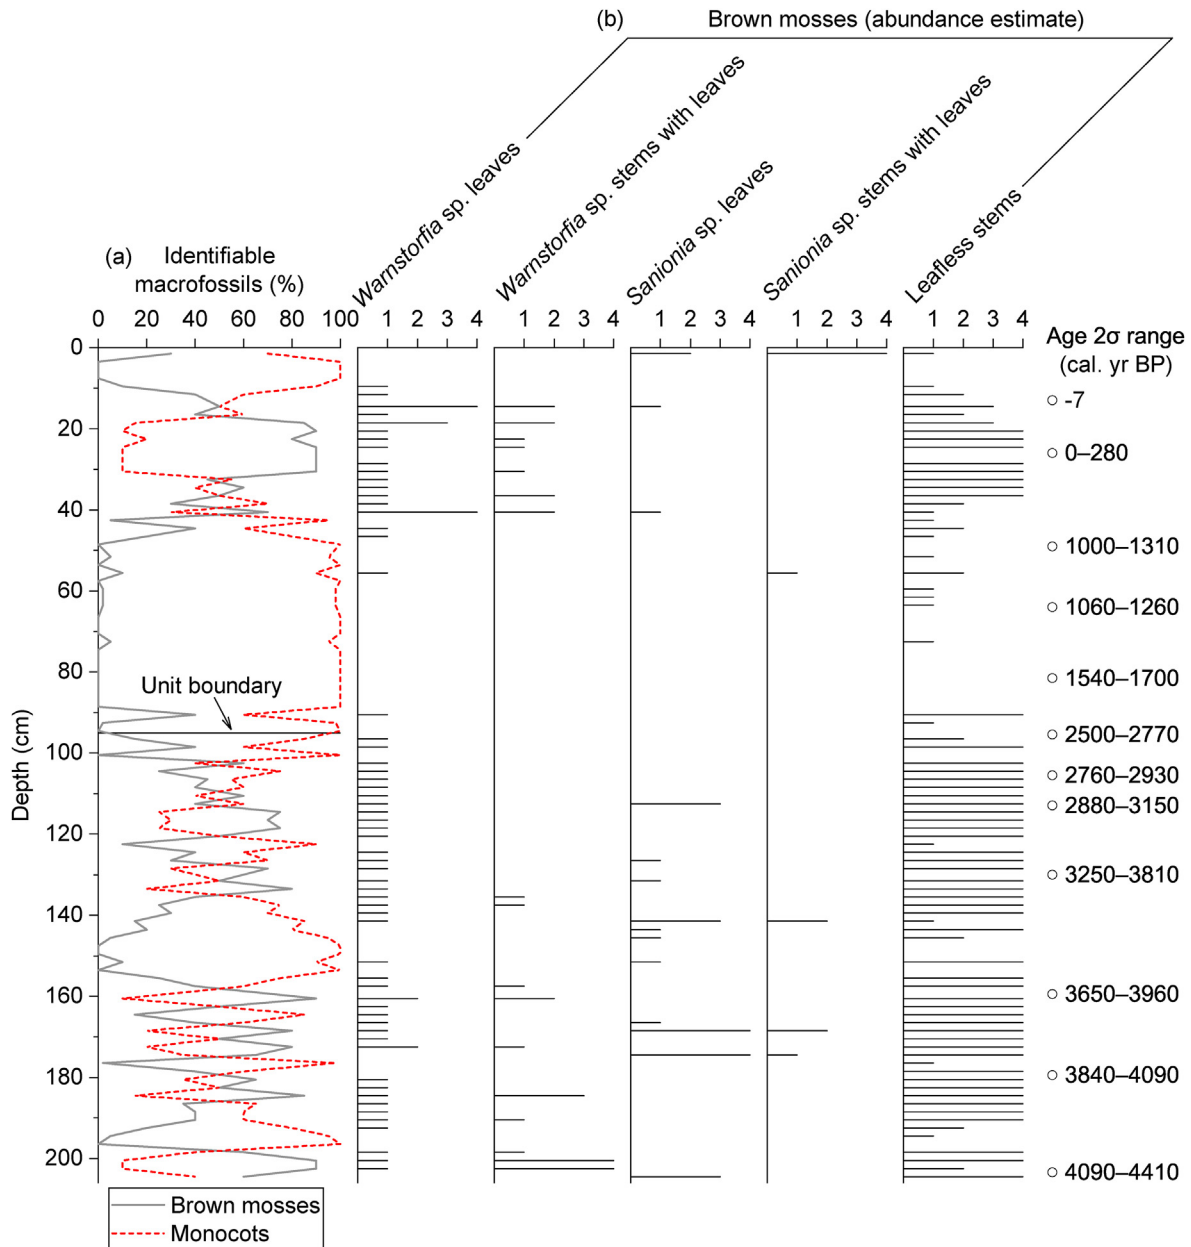 (b) Brown mosses (abundance estimate)
Warnstorfia sp. leaves
Warnstorfia sp. stems with leaves
Sanionia sp. leaves
Sanionia sp. stems with leaves
Leafless stems
(a) Identifiable
macrofossils (%)
0 20 40 60 80 100 1 2 3 4 1 2 3 4 1 2 3 4 1 2 3 4 1 2 3 4
Age 2σ range
(cal. yr BP)
0
20
40
60
80
100
120
140
160
180
200
Depth (cm)
Unit boundary
-7
0–280
1000–1310
1060–1260
1540–1700
2500–2770
2760–2930
2880–3150
3250–3810
3650–3960
3840–4090
4090–4410
Brown mosses
Monocots